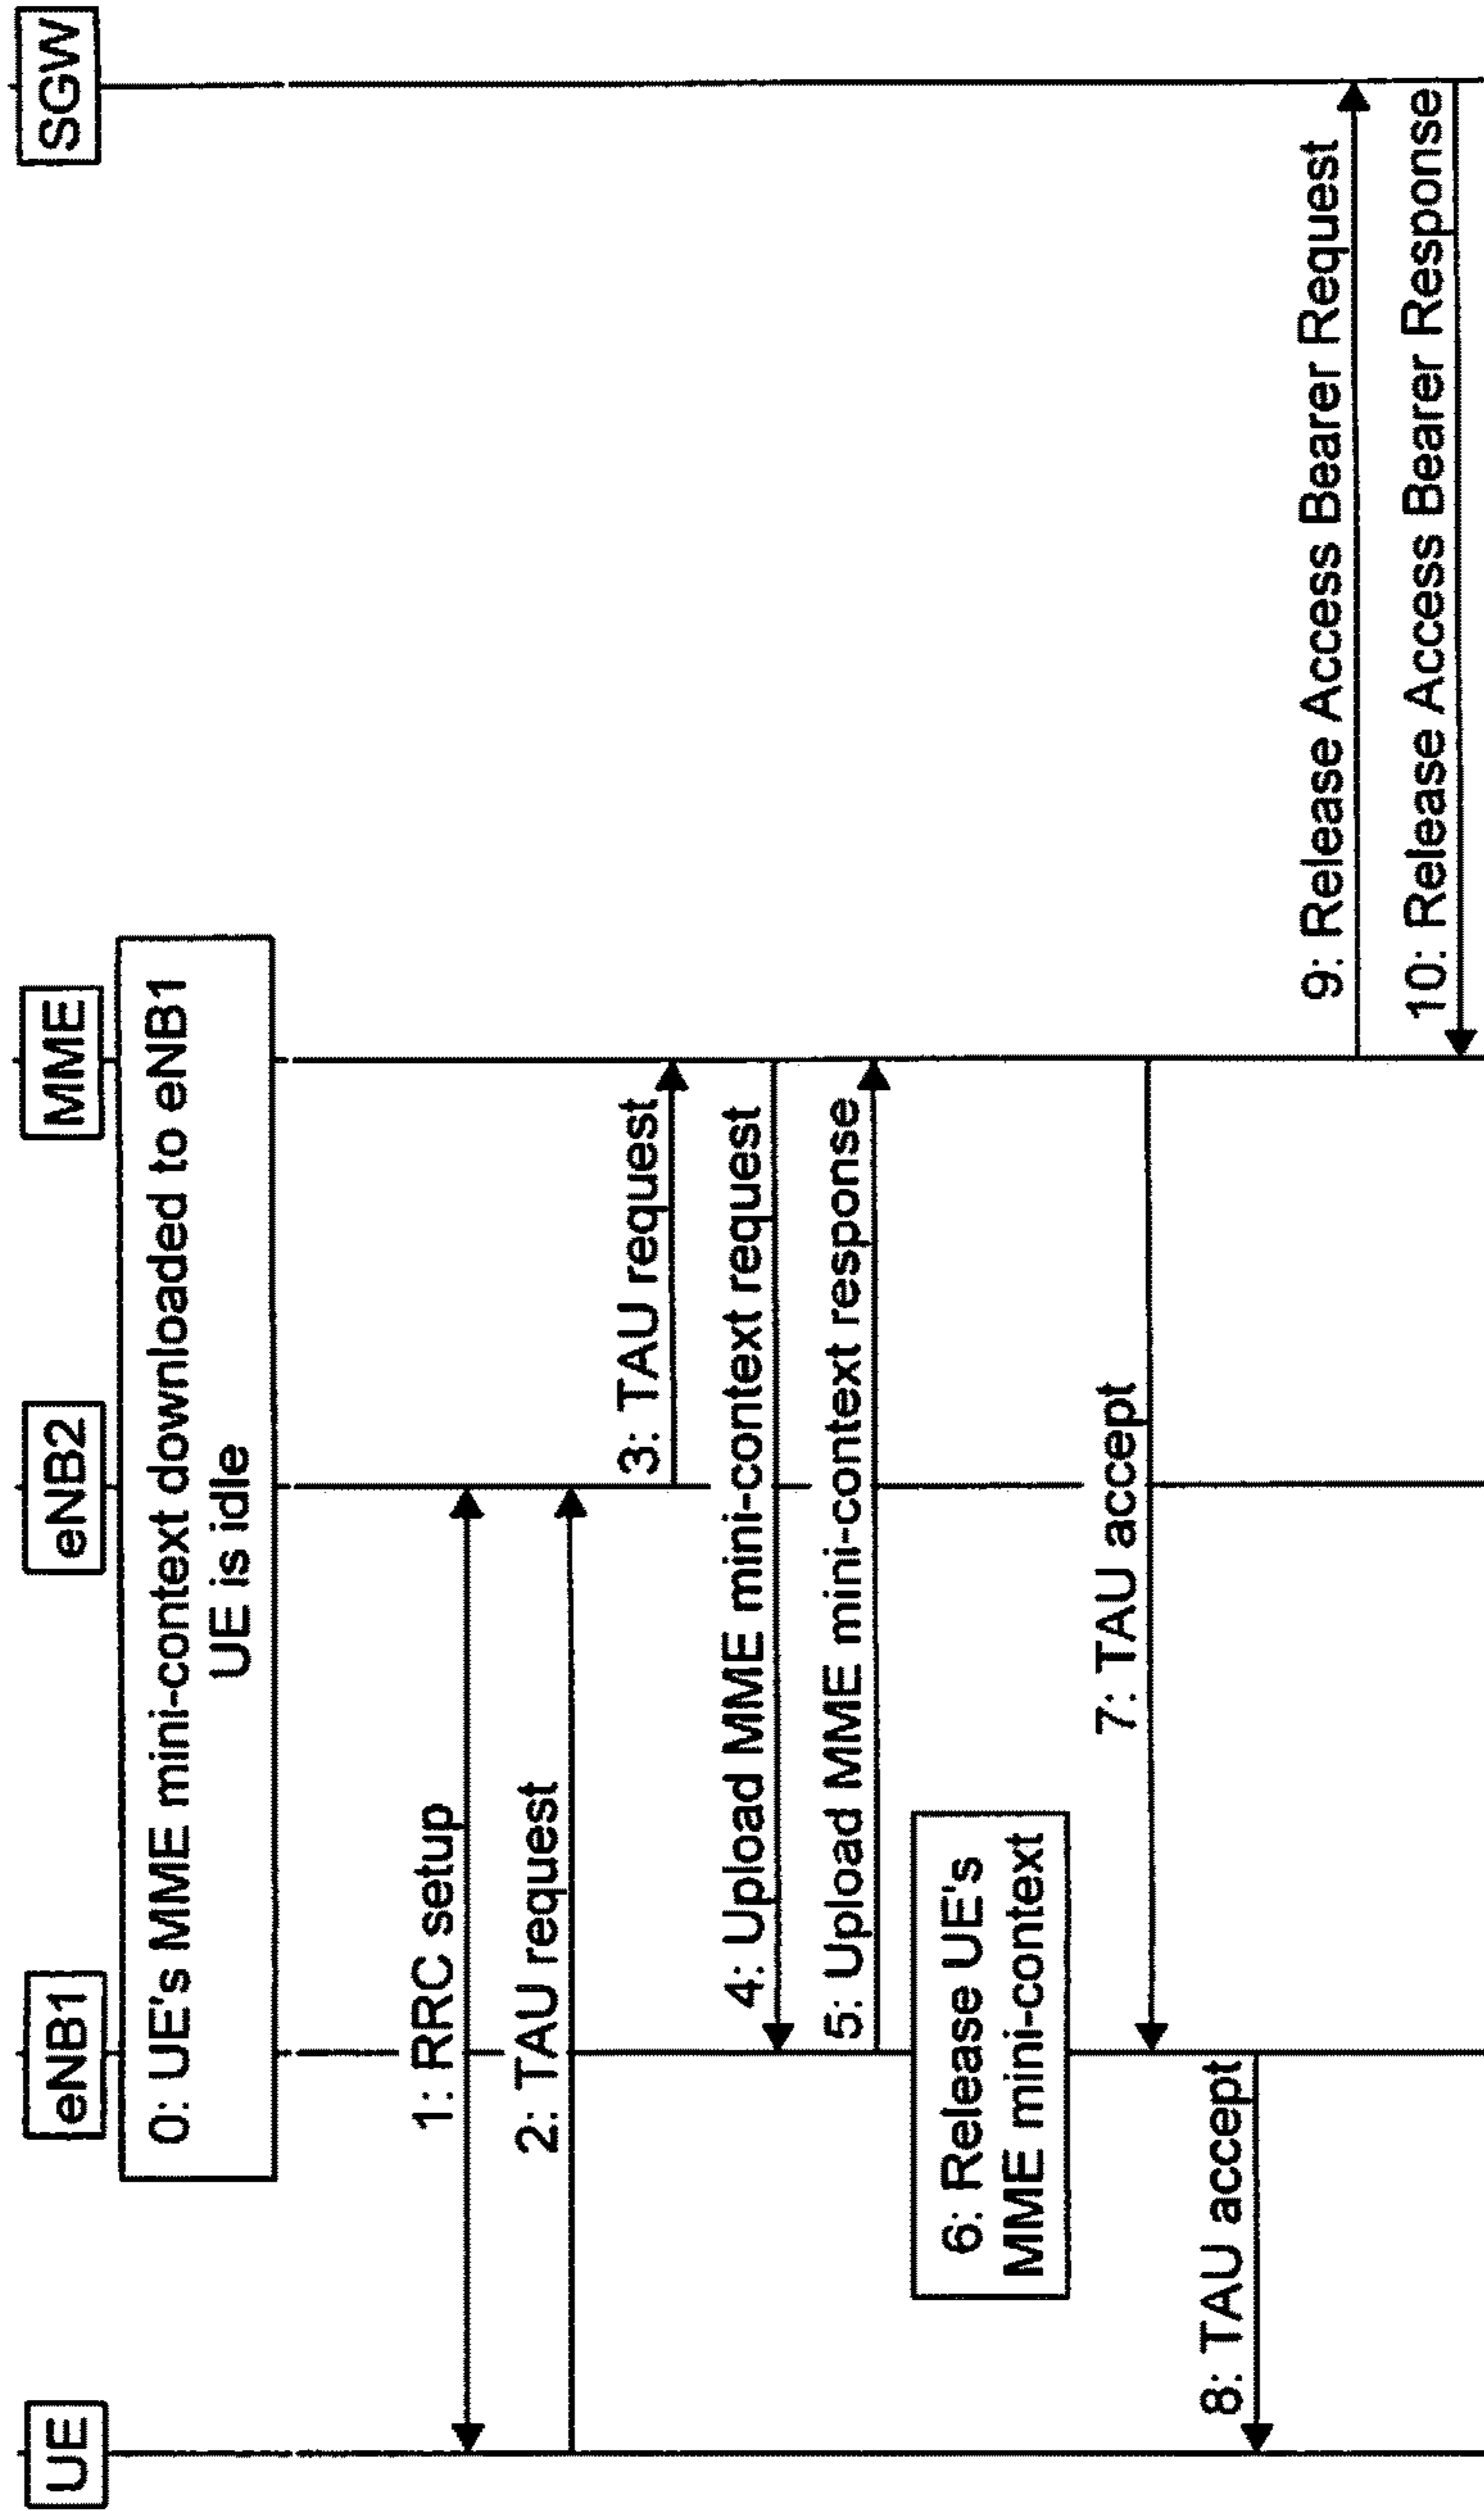 UE
eNB1
eNB2
MME
SGW
0: UE's MME mini-context downloaded to eNB1
UE is idle
1: RRC setup
2: TAU request
3: TAU request
4: Upload MME mini-context request
5: Upload MME mini-context response
6: Release UE's
MME mini-context
7: TAU accept
8: TAU accept
9: Release Access Bearer Request
10: Release Access Bearer Response